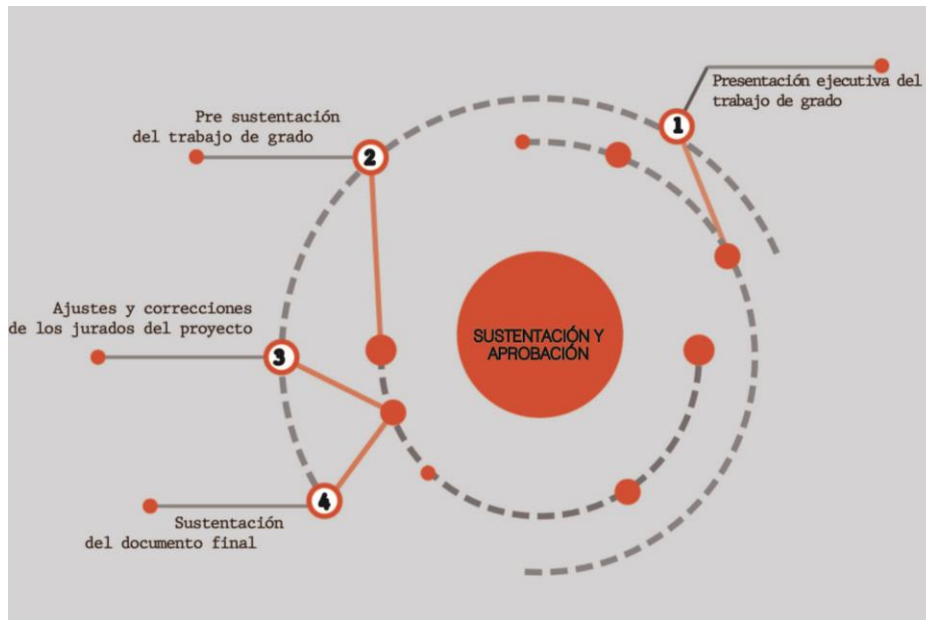 1
Presentación ejecutiva del
trabajo de grado
2
Pre sustentación
del trabajo de grado
3
Ajustes y correcciones
de los jurados del proyecto
4
Sustentación
del documento final
SUSTENTACIÓN Y
APROBACIÓN